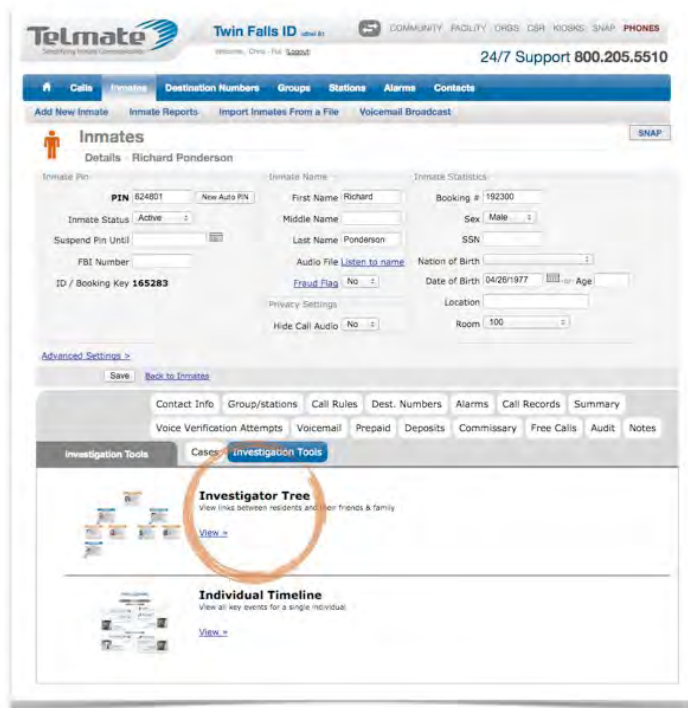 Telmate
Twin Falls ID
COMMUNITY FACILITY ORGS CSR KIOSKS SNAP PHONES
Welcome, Chris Logout
24/7 Support 800.205.5510
Calls Inmates Destination Numbers Groups Stations Alarms Contacts
Add New Inmate Inmate Reports Import Inmates From a File Voicemail Broadcast
Inmates
SNAP
Details Richard Ponderson
Inmate Pin Inmate Name Inmate Statistics
PIN 624801 New Auto PIN First Name Richard Booking # 192300
Inmate Status Active Middle Name Sex Male
Suspend Pin Until Last Name Ponderson SSN
FBI Number Audio File Listen to name Nation of Birth
ID / Booking Key 165283 Fraud Flag No Date of Birth 04/26/1977 -or- Age
Privacy Settings Location
Hide Call Audio No Room 100
Advanced Settings >
Save Back to Inmates
Contact Info Group/stations Call Rules Dest. Numbers Alarms Call Records Summary
Voice Verification Attempts Voicemail Prepaid Deposits Commissary Free Calls Audit Notes
Investigation Tools Cases Investigation Tools
Investigator Tree
View links between residents and their friends & family
View »
Individual Timeline
View all key events for a single individual
View »